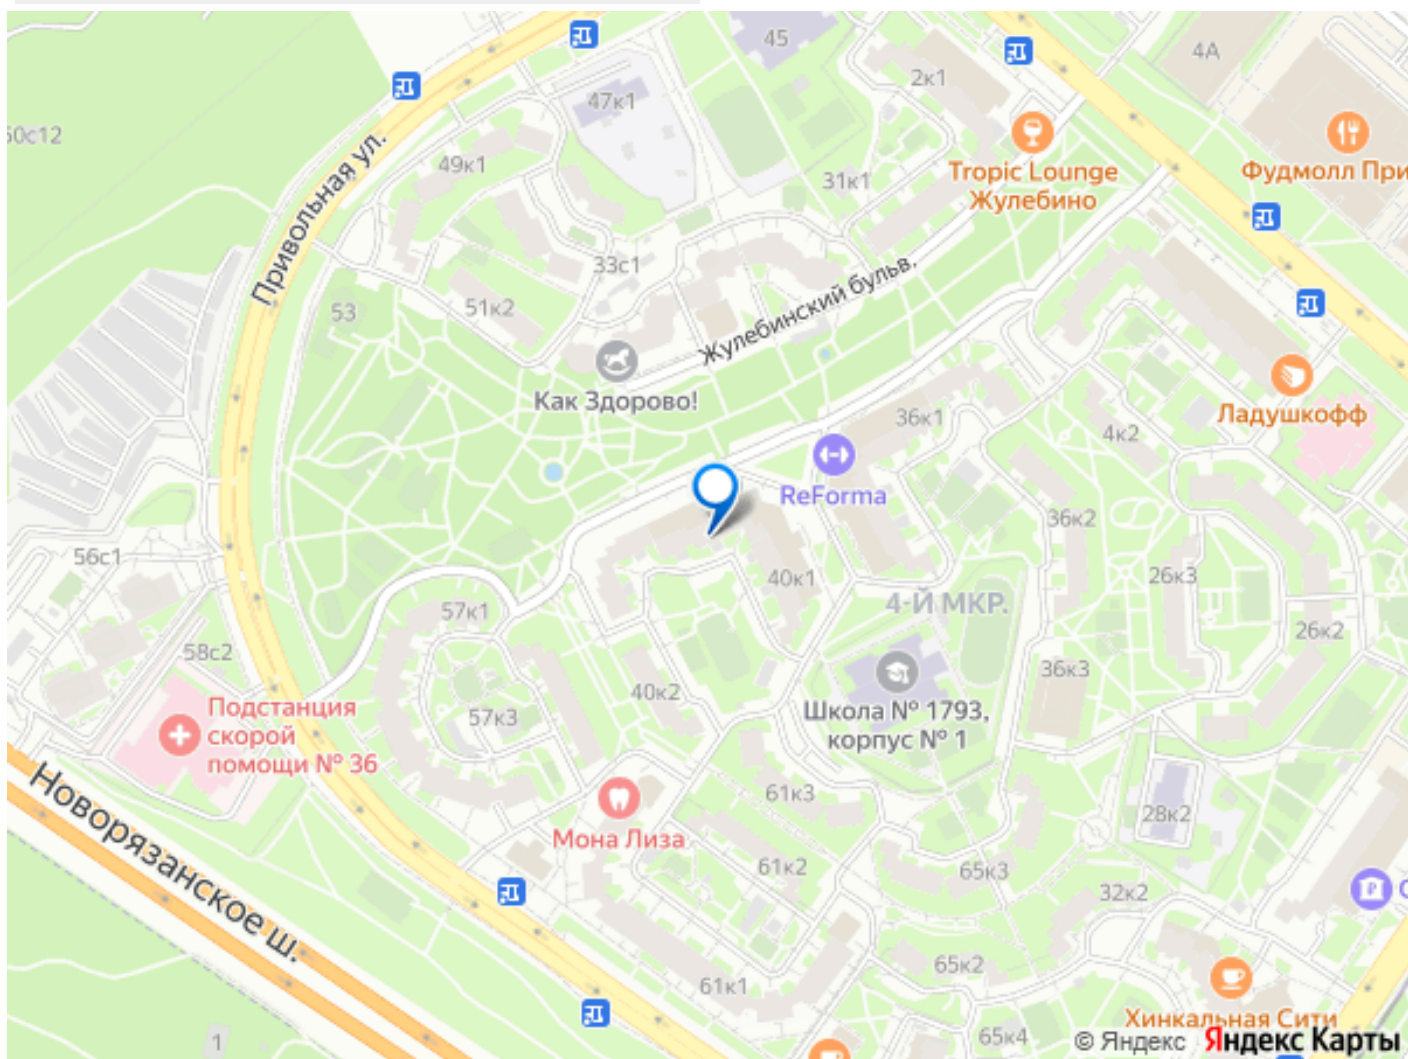 45
4А
2к1
47к1
50с12
Tropic Lounge
Жулебино
Фудмолл При
49к1
31к1
Привольная ул.
33с1
Жулебинский бульв.
53
51к2
Как Здорово!
Ладушкофф
36к1
4к2
ReForma
36к2
56с1
40к1
26к3
4-Й МКР.
57к1
26к2
58с2
36к3
40к2
Школа № 1793,
корпус № 1
57к3
Подстанция
скорой
помощи № 36
Новорязанское ш.
61к3
28к2
Мона Лиза
61к2
65к3
32к2
С
65к2
61к1
Хинкальная Сити
65к4
1
© Яндекс Яндекс Карты